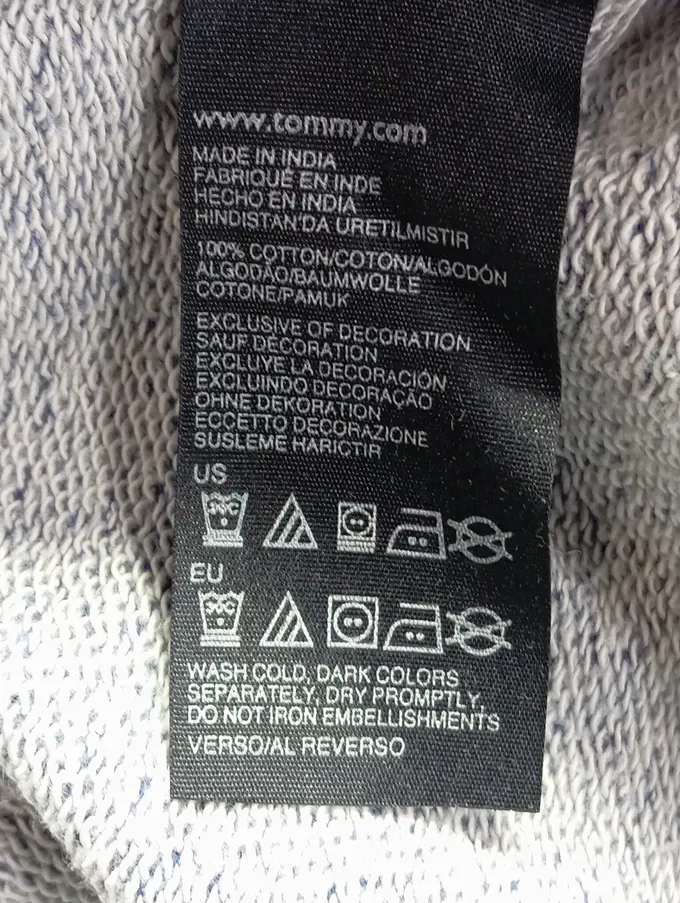 www.tommy.com
MADE IN INDIA
FABRIQUÉ EN INDE
HECHO EN INDIA
HINDISTAN'DA URETILMISTIR
100% COTTON/COTON/ALGODÓN
ALGODÃO/BAUMWOLLE
COTONE/PAMUK
EXCLUSIVE OF DECORATION
SAUF DÉCORATION
EXCLUYE LA DECORACIÓN
EXCLUINDO DECORAÇÃO
OHNE DEKORATION
ECCETTO DECORAZIONE
SUSLEME HARICTIR
US
EU
WASH COLD, DARK COLORS
SEPARATELY, DRY PROMPTLY,
DO NOT IRON EMBELLISHMENTS
VERSO/AL REVERSO